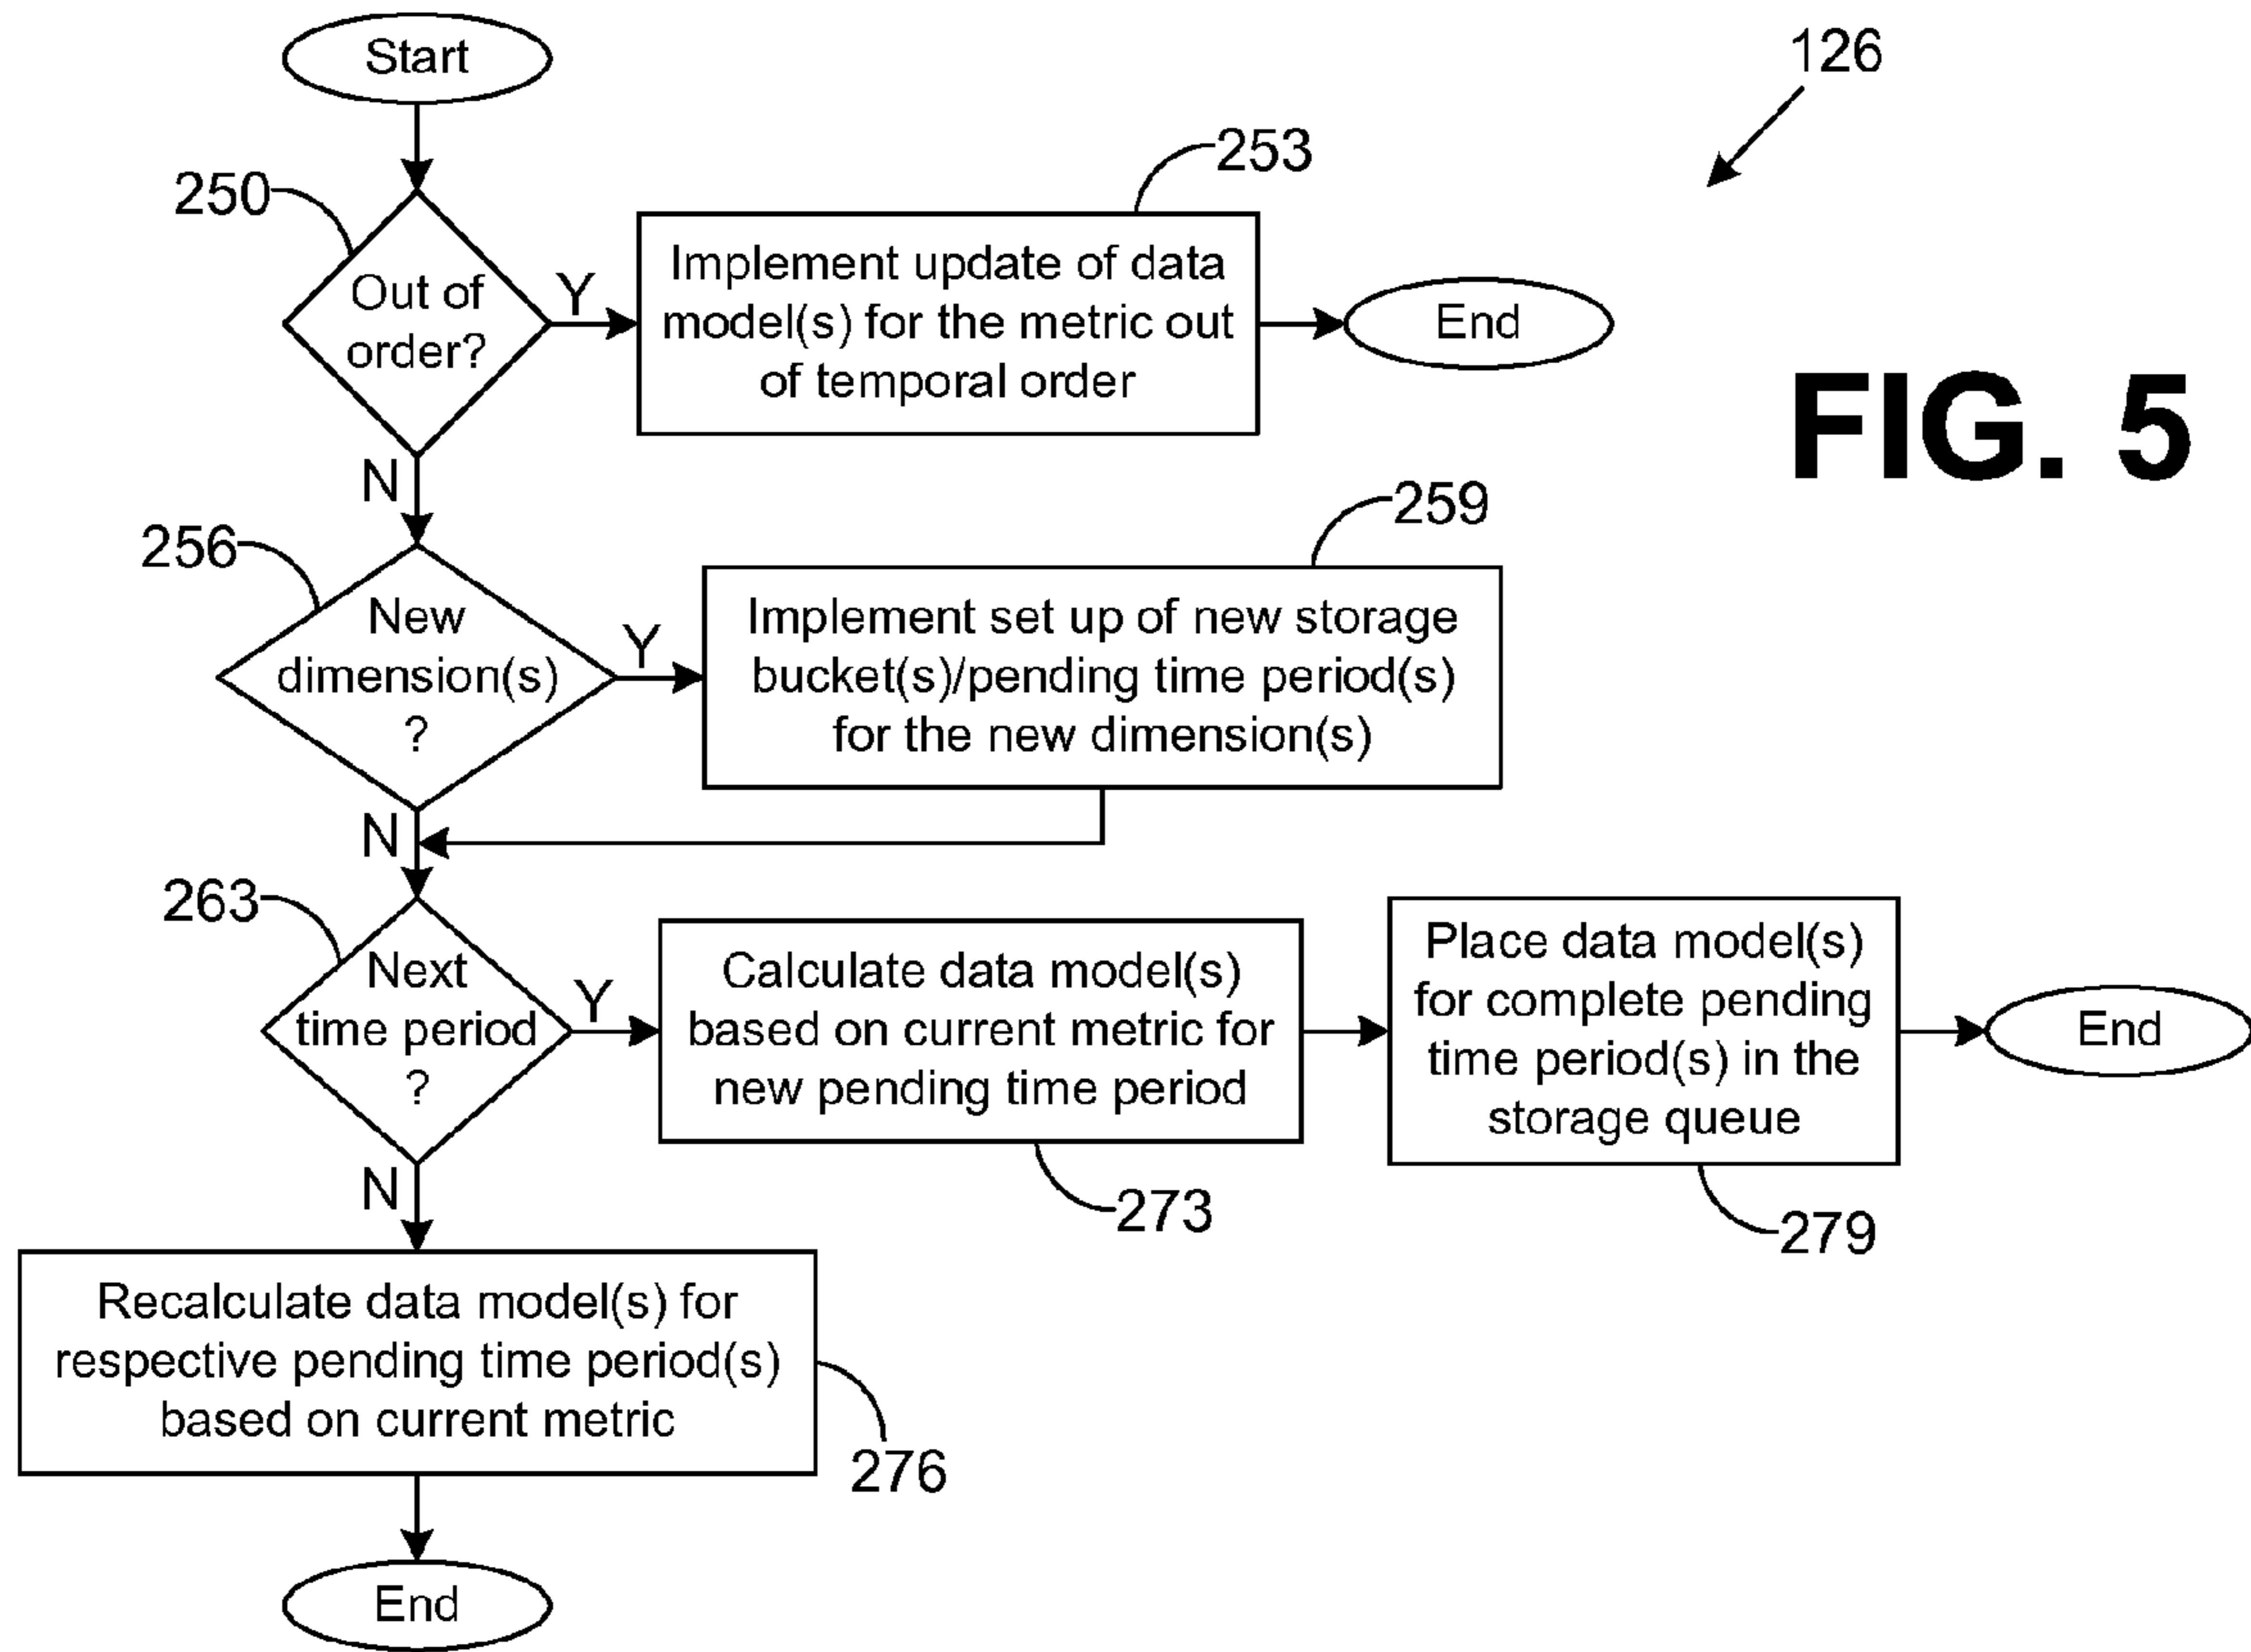 Start
126
250
253
Out of
order?
Y
Implement update of data
model(s) for the metric out
of temporal order
End
FIG. 5
N
256
259
New
dimension(s)
?
Y
Implement set up of new storage
bucket(s)/pending time period(s)
for the new dimension(s)
N
263
Next
time period
?
Y
Calculate data model(s)
based on current metric for
new pending time period
273
Place data model(s)
for complete pending
time period(s) in the
storage queue
279
End
N
Recalculate data model(s) for
respective pending time period(s)
based on current metric
276
End